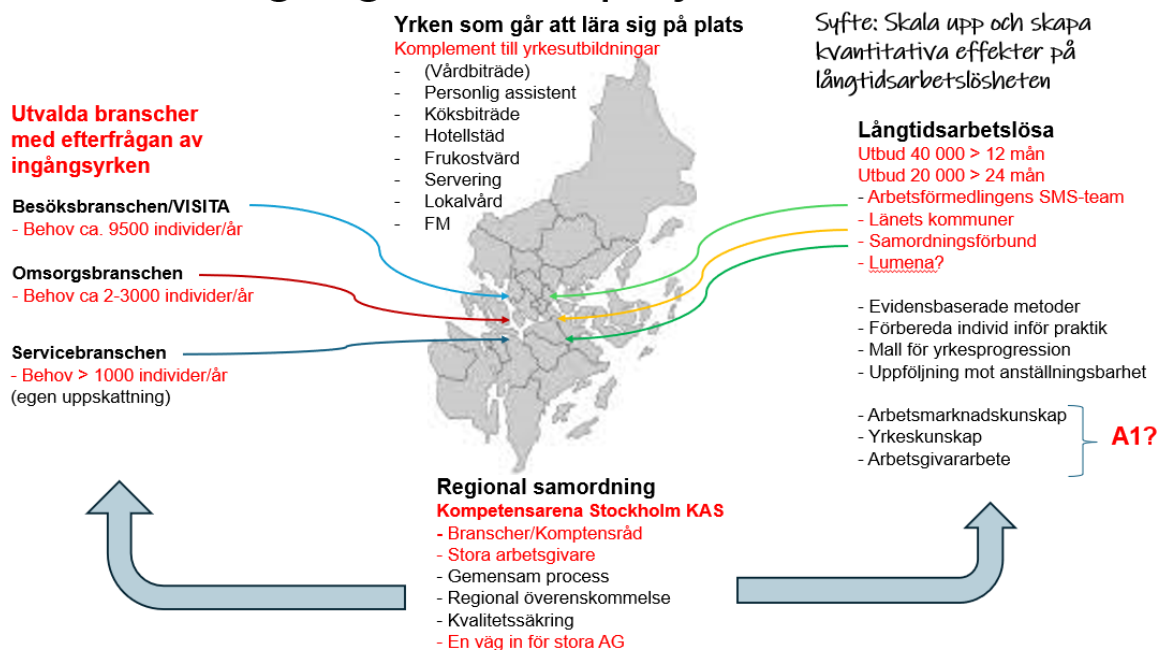 Yrken som går att lära sig på plats
Komplement till yrkesutbildningar
- (Vårdbiträde)
- Personlig assistent
- Köksbiträde
- Hotellstäd
- Frukostvärd
- Servering
- Lokalvård
- FM
Syfte: Skala upp och skapa
kvantitativa effekter på
långtidsarbetslösheten
Utvalda branscher
med efterfrågan av
ingångsyrken
Besöksbranschen/VISITA
- Behov ca. 9500 individer/år
Omsorgsbranschen
- Behov ca 2-3000 individer/år
Servicebranschen
- Behov > 1000 individer/år
(egen uppskattning)
Långtidsarbetslösa
Utbud 40 000 > 12 mån
Utbud 20 000 > 24 mån
- Arbetsförmedlingens SMS-team
- Länets kommuner
- Samordningsförbund
- Lumena?
- Evidensbaserade metoder
- Förbereda individ inför praktik
- Mall för yrkesprogression
- Uppföljning mot anställningsbarhet
- Arbetsmarknadskunskap
- Yrkeskunskap
- Arbetsgivararbete
A1?
Regional samordning
Kompetensarena Stockholm KAS
- Branscher/Komptensråd
- Stora arbetsgivare
- Gemensam process
- Regional överenskommelse
- Kvalitetssäkring
- En väg in för stora AG